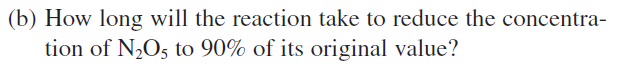 (b) How long will the reaction take to reduce the concentra-
tion of N₂O₅ to 90% of its original value?